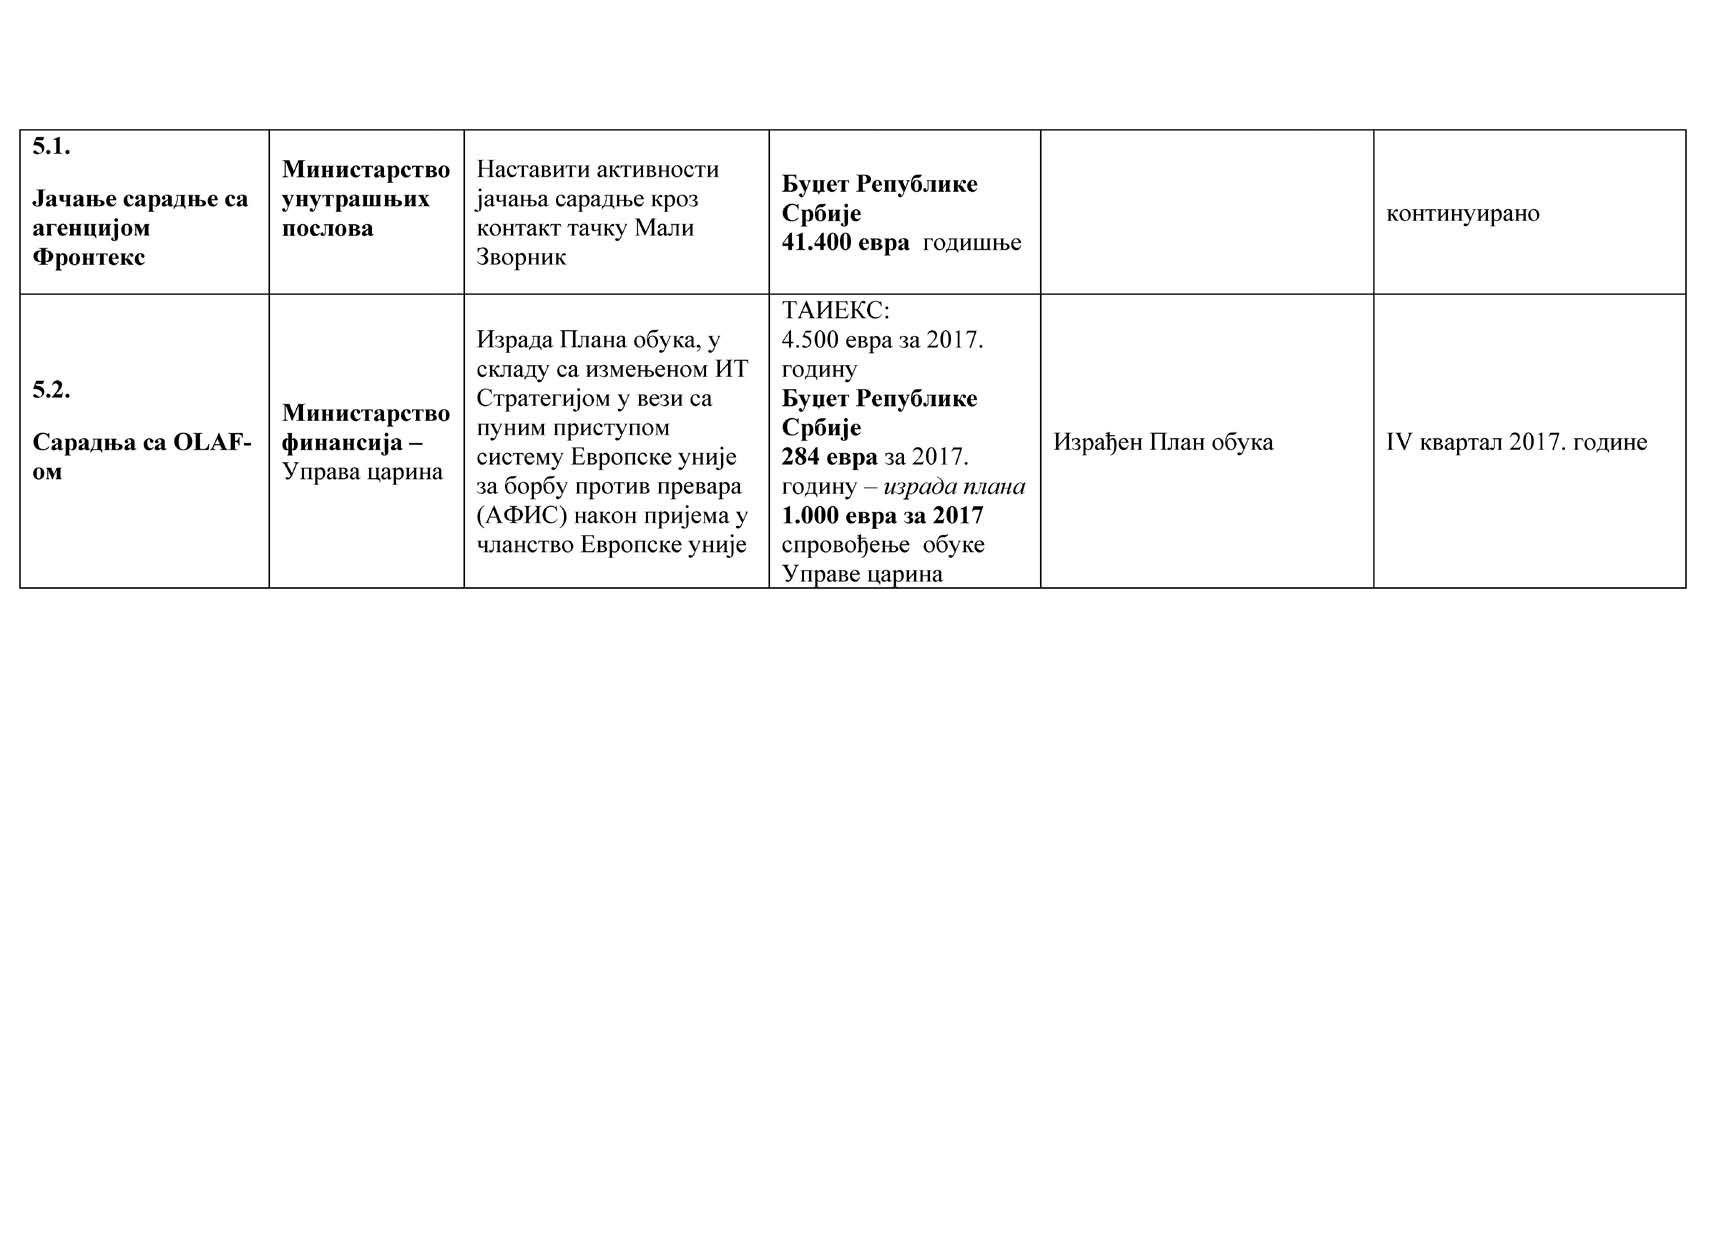 5.1.
Јачање сарадње са
агенцијом
Фронтекс
Министарство
унутрашњих
послова
Наставити активности
јачања сарадње кроз
контакт тачку Мали
Зворник
Буџет Републике
Србије
41.400 евра  годишње
континуирано
5.2.
Сарадња са OLAF-
ом
Министарство
финансија –
Управа царина
Израда Плана обука, у
складу са измењеном ИТ
Стратегијом у вези са
пуним приступом
систему Европске уније
за борбу против превара
(АФИС) након пријема у
чланство Европске уније
ТАИЕКС:
4.500 евра за 2017.
годину
Буџет Републике
Србије
284 евра за 2017.
годину – израда плана
1.000 евра за 2017
спровођење  обуке
Управе царина
Израђен План обука
IV квартал 2017. године